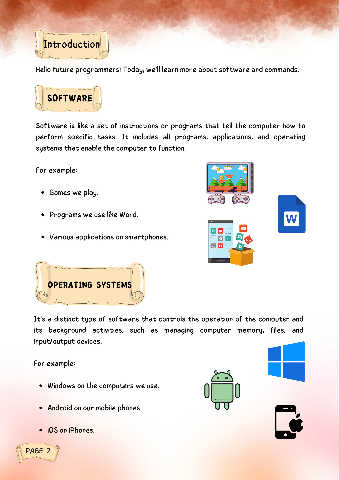 Introduction
Hello future programmers! Today, we'll learn more about software and commands.
SOFTWARE
Software is like a set of instructions or programs that tell the computer how to
perform specific tasks. It includes all programs, applications, and operating
systems that enable the computer to function.
For example:
• Games we play.
• Programs we use like Word.
• Various applications on smartphones.
W
OPERATING SYSTEMS
It's a distinct type of software that controls the operation of the computer and
its background activities, such as managing computer memory, files, and
input/output devices.
For example:
• Windows on the computers we use.
• Android on our mobile phones.
• iOS on iPhones.
PAGE 2